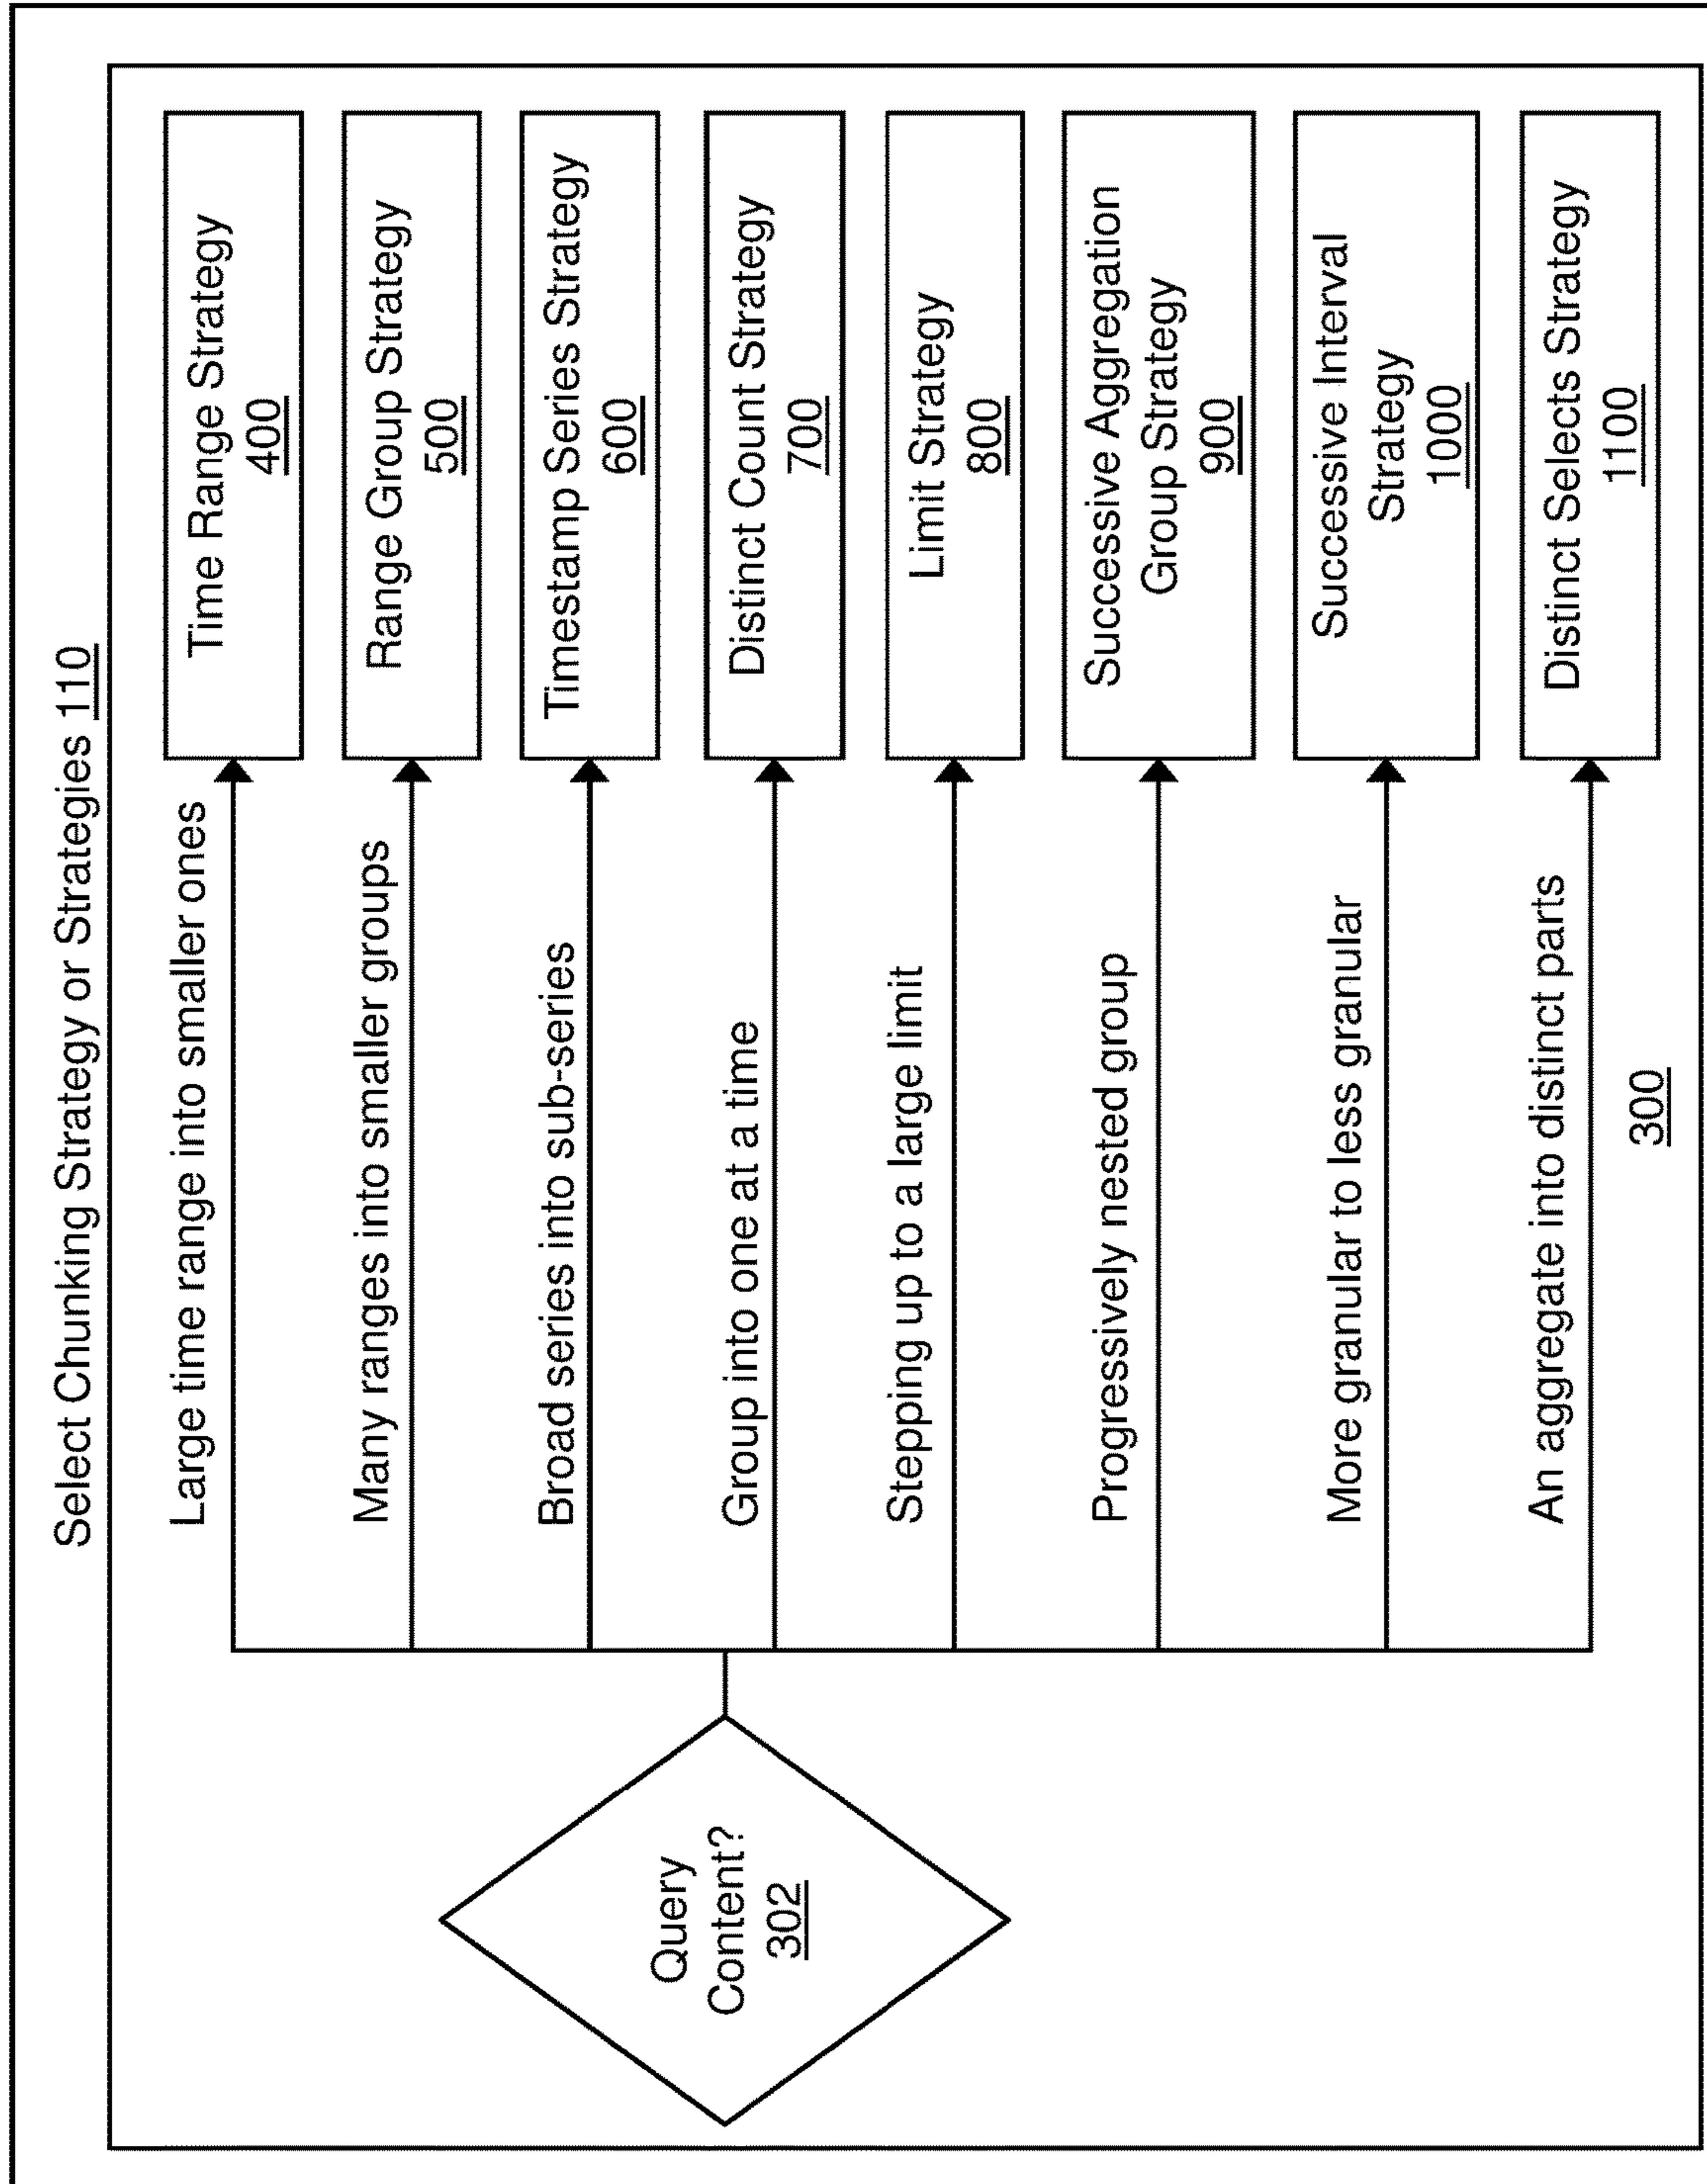 Select Chunking Strategy or Strategies 110
Query
Content?
302
Large time range into smaller ones
Time Range Strategy
400
Many ranges into smaller groups
Range Group Strategy
500
Broad series into sub-series
Timestamp Series Strategy
600
Group into one at a time
Distinct Count Strategy
700
Stepping up to a large limit
Limit Strategy
800
Progressively nested group
Successive Aggregation
Group Strategy
900
More granular to less granular
Successive Interval
Strategy
1000
An aggregate into distinct parts
Distinct Selects Strategy
1100
300